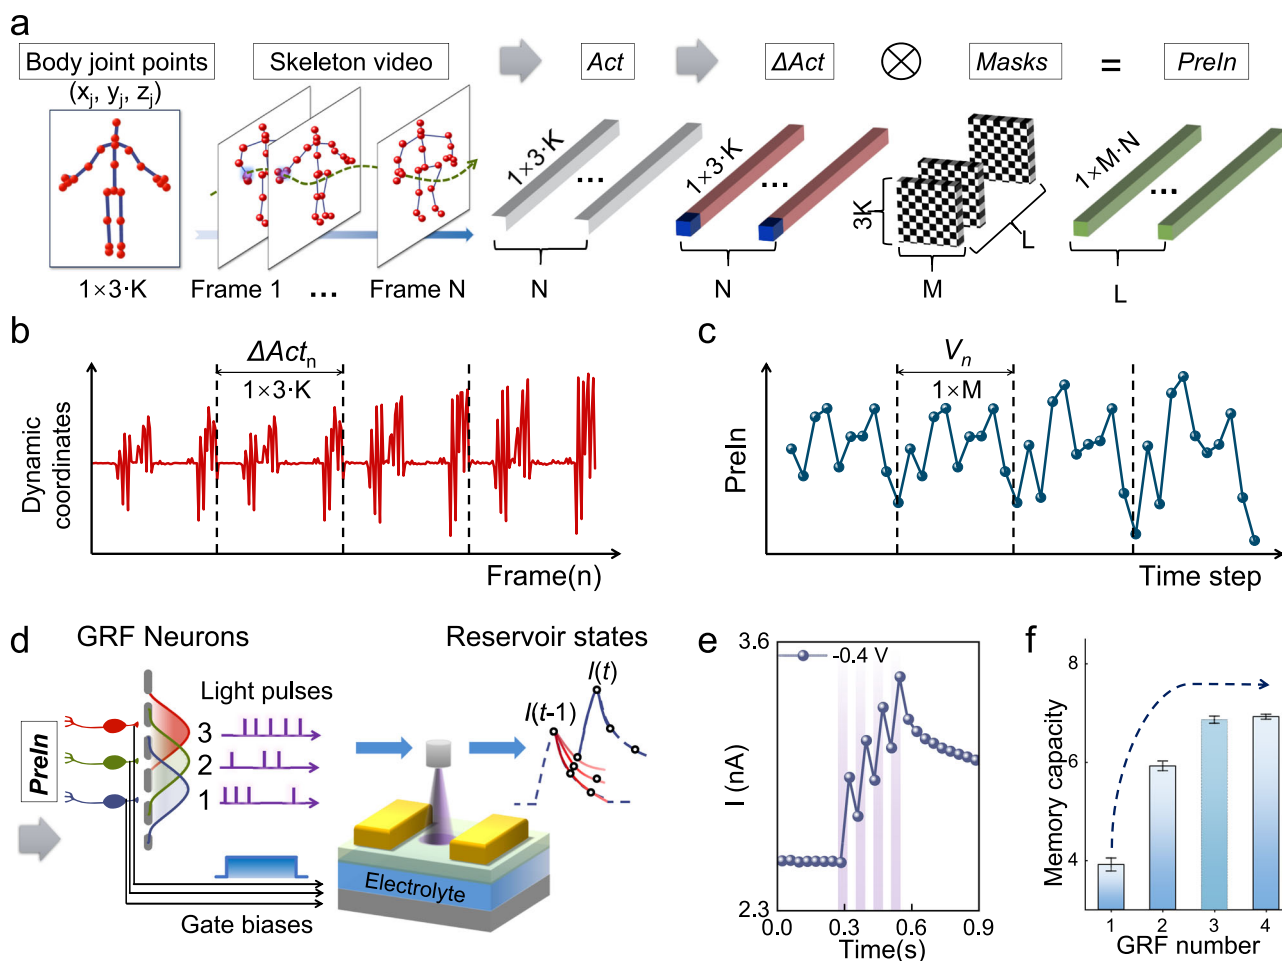 a
Body joint points
(xj, yj, zj)
Skeleton video
Act
ΔAct
Masks
=
PreIn
1×3·K
...
1×3·K
...
3K
L
1×M·N
...
1×3·K
Frame 1 ... Frame N
N
N
M
L
b
ΔActn
1×3·K
Dynamic
coordinates
Frame(n)
c
Vn
1×M
PreIn
Time step
d
GRF Neurons
Reservoir states
Light pulses
PreIn
3
2
1
I(t-1)
I(t)
Electrolyte
Gate biases
e
3.6
-0.4 V
I (nA)
2.3
0.0 0.3 0.6 0.9
Time(s)
f
8
6
4
Memory capacity
1 2 3 4
GRF number